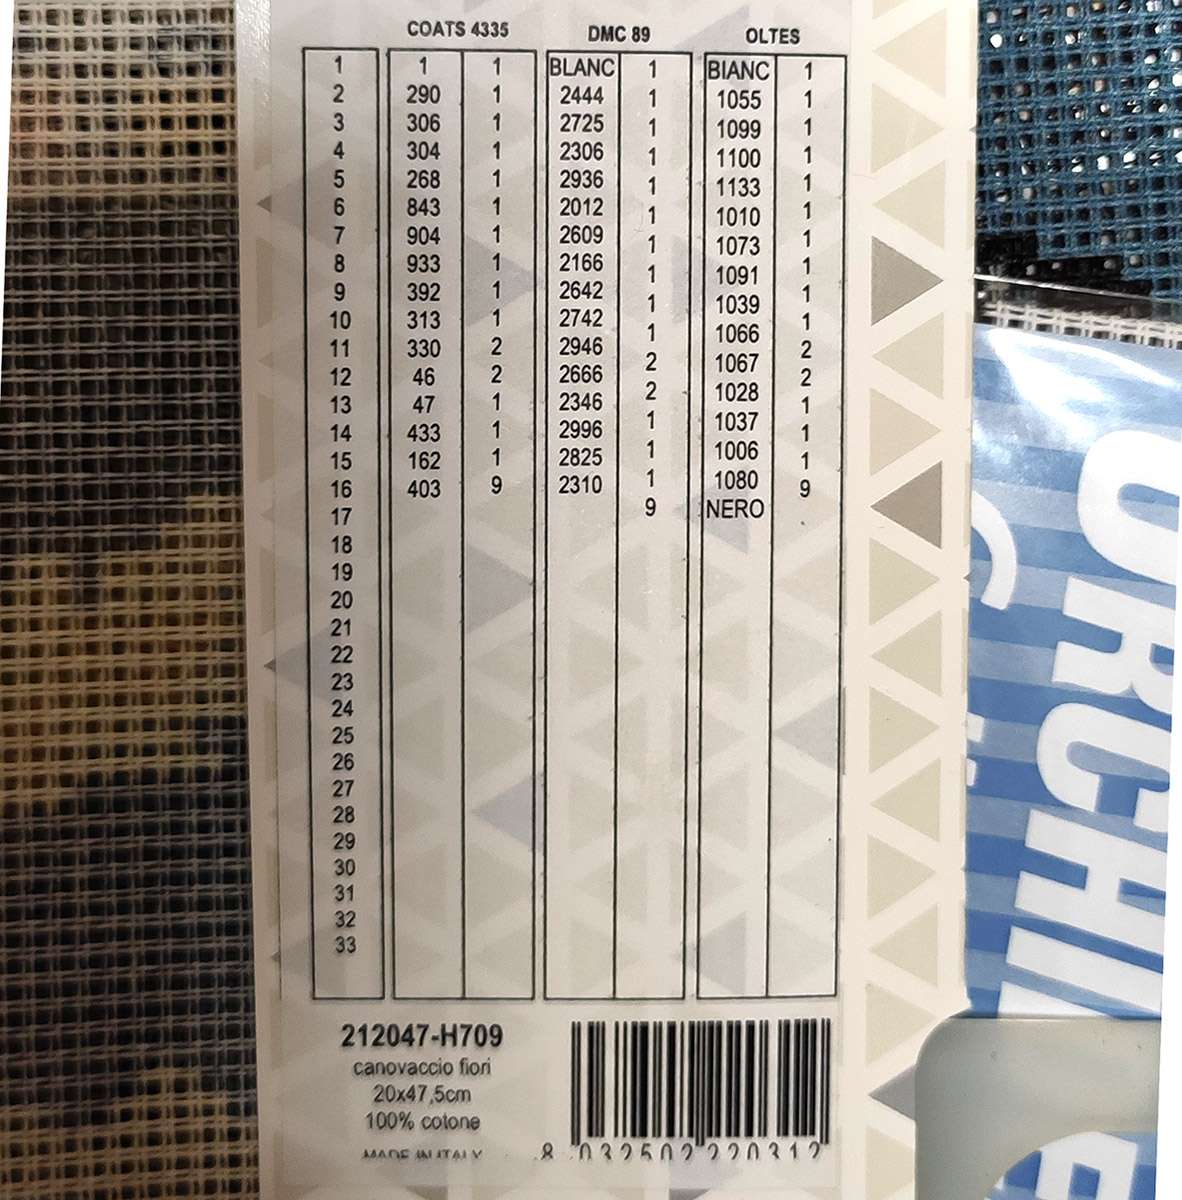 COATS 4335 DMC 89 OLTES
1 1 1 BLANC 1 BIANC 1
2 290 1 2444 1 1055 1
3 306 1 2725 1 1099 1
4 304 1 2306 1 1100 1
5 268 1 2936 1 1133 1
6 843 1 2012 1 1010 1
7 904 1 2609 1 1073 1
8 933 1 2166 1 1091 1
9 392 1 2642 1 1039 1
10 313 1 2742 1 1066 1
11 330 2 2946 2 1067 2
12 46 2 2666 2 1028 2
13 47 1 2346 1 1037 1
14 433 1 2996 1 1006 1
15 162 1 2825 1 1080 1
16 403 9 2310 9 NERO 9
17
18
19
20
21
22
23
24
25
26
27
28
29
30
31
32
33
212047-H709
canovaccio fiori
20x47,5cm
100% cotone
MADE IN ITALY
8 032502 220312